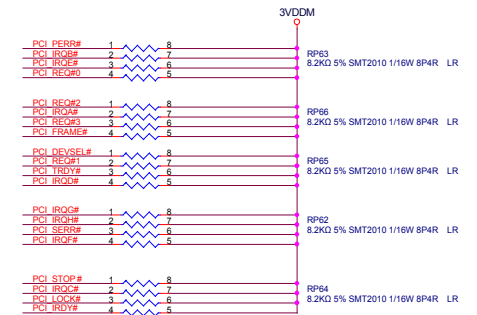 3VDDM
PCI_PERR# 1 8
PCI_IRQB# 2 7 RP63
PCI_IRQE# 3 6 8.2KΩ 5% SMT2010 1/16W 8P4R LR
PCI_REQ#0 4 5
PCI_REQ#2 1 8
PCI_IRQA# 2 7 RP66
PCI_REQ#3 3 6 8.2KΩ 5% SMT2010 1/16W 8P4R LR
PCI_FRAME# 4 5
PCI_DEVSEL# 1 8
PCI_REQ#1 2 7 RP65
PCI_TRDY# 3 6 8.2KΩ 5% SMT2010 1/16W 8P4R LR
PCI_IRQD# 4 5
PCI_IRQG# 1 8
PCI_IRQH# 2 7 RP62
PCI_SERR# 3 6 8.2KΩ 5% SMT2010 1/16W 8P4R LR
PCI_IRQF# 4 5
PCI_STOP# 1 8
PCI_IRQC# 2 7 RP64
PCI_LOCK# 3 6 8.2KΩ 5% SMT2010 1/16W 8P4R LR
PCI_IRDY# 4 5